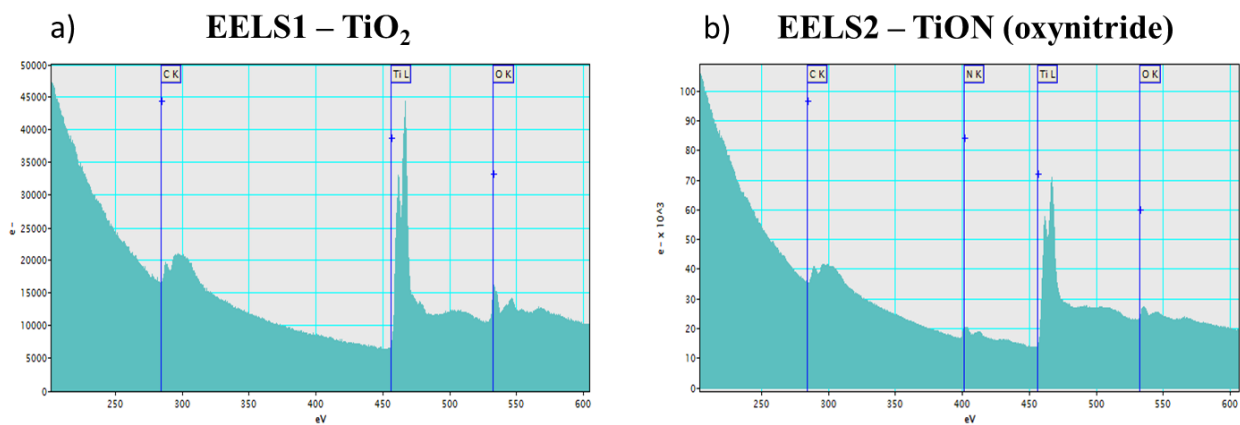 a) EELS1 – TiO2
b) EELS2 – TiON (oxynitride)
50000
45000
40000
35000
30000
25000
20000
15000
10000
5000
0
e -
C K
Ti L
O K
250 300 350 400 450 500 550 600
eV
100
90
80
70
60
50
40
30
20
10
0
e - x 10^3
C K
N K
Ti L
O K
250 300 350 400 450 500 550 600
eV